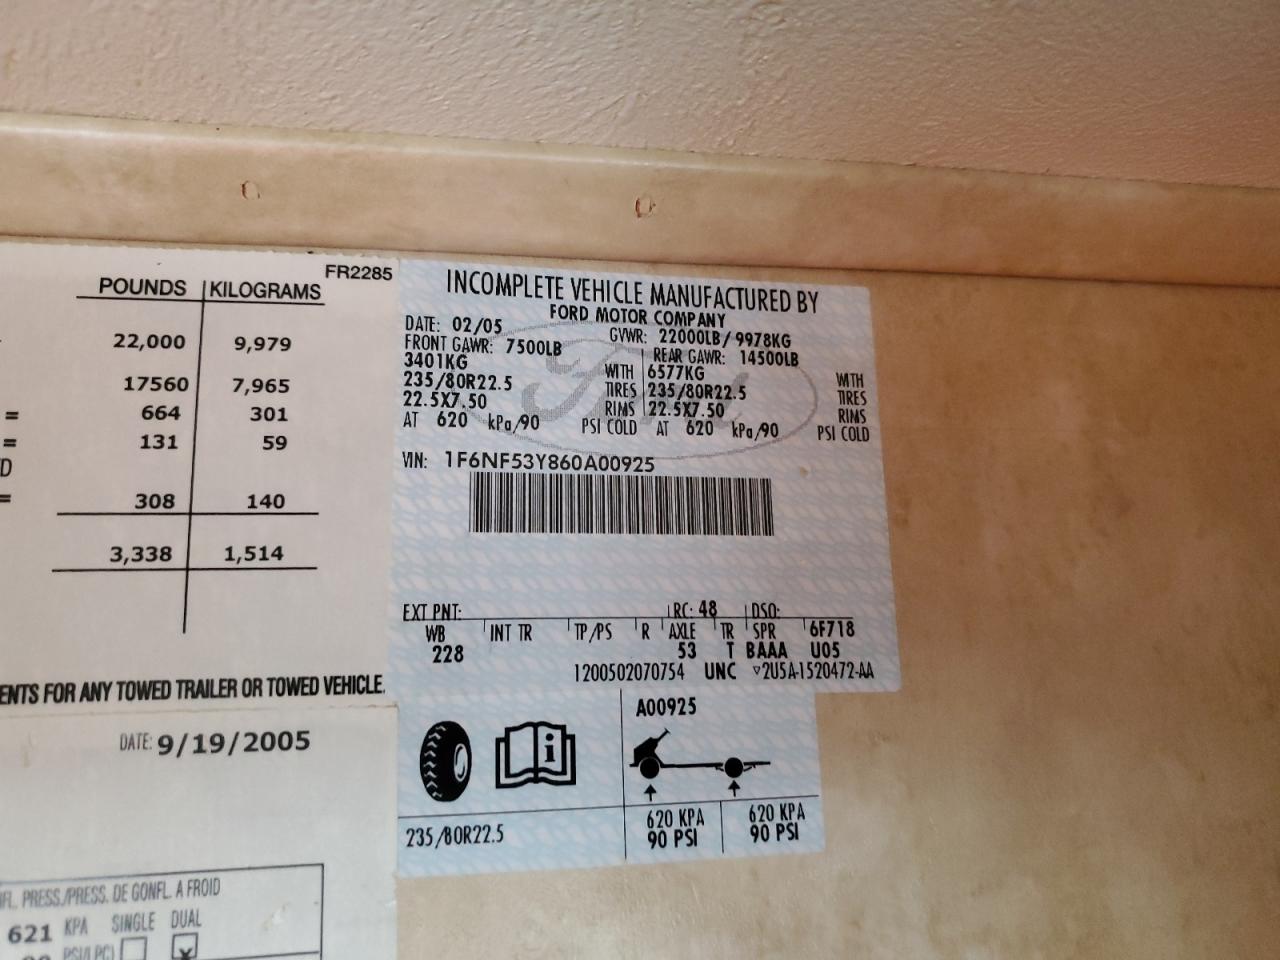 FR2285
POUNDS KILOGRAMS
22,000 9,979
17560 7,965
= 664 301
= 131 59
D
= 308 140
3,338 1,514
ENTS FOR ANY TOWED TRAILER OR TOWED VEHICLE.
DATE: 9/19/2005
INFL. PRESS./PRESS. DE GONFL. A FROID
621 KPA SINGLE DUAL
PSI(LPC) X
INCOMPLETE VEHICLE MANUFACTURED BY
FORD MOTOR COMPANY
DATE: 02/05 GVWR: 22000LB/ 9978KG
FRONT GAWR: 7500LB REAR GAWR: 14500LB
3401KG WITH 6577KG WITH
235/80R22.5 TIRES 235/80R22.5 TIRES
22.5X7.50 RIMS 22.5X7.50 RIMS
AT 620 kPa/90 PSI COLD AT 620 kPa/90 PSI COLD
VIN: 1F6NF53Y860A00925
EXT PNT: RC: 48 DSO:
WB INT TR TP/PS R AXLE TR SPR 6F718
228 53 T BAAA U05
1200502070754 UNC ▽2U5A-1520472-AA
A00925
235/80R22.5
620 KPA 620 KPA
90 PSI 90 PSI